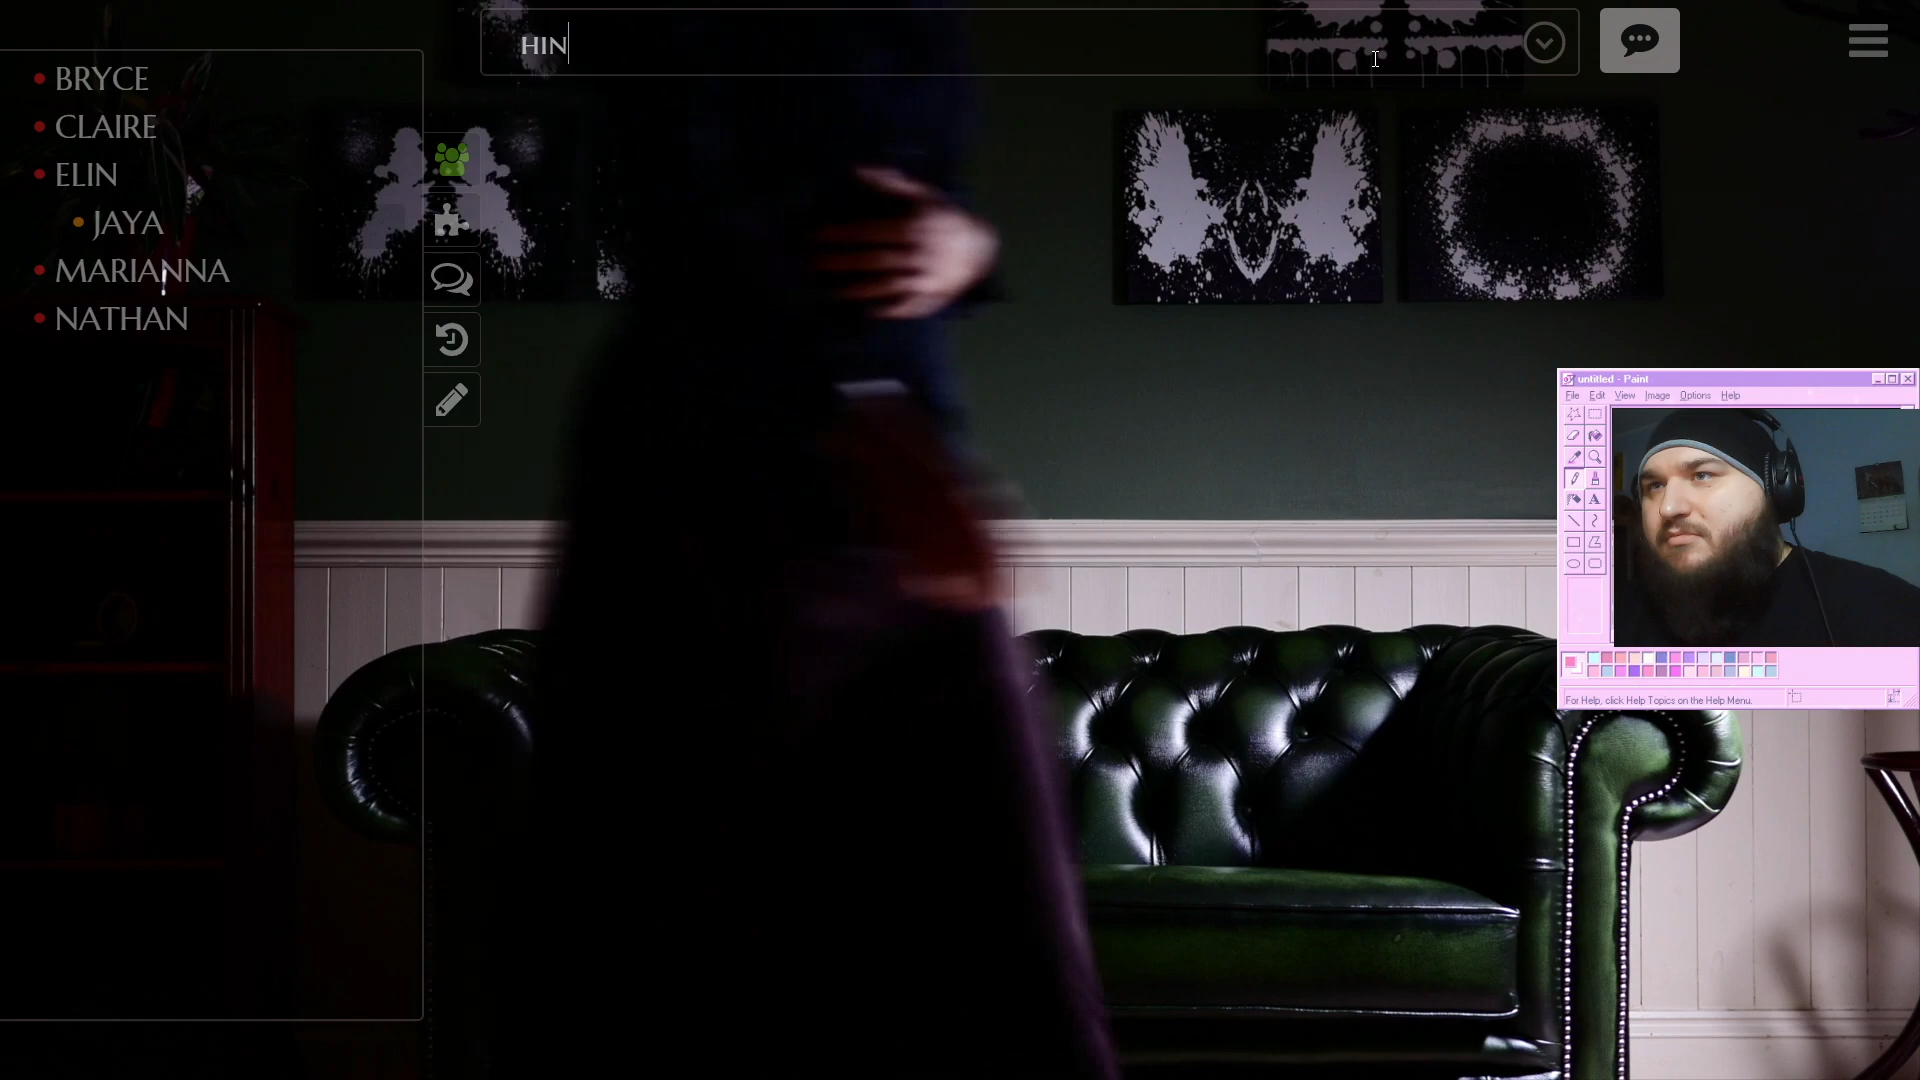 HIN
BRYCE
CLAIRE
ELIN
JAYA
MARIANNA
NATHAN
untitled - Paint
File Edit View Image Options Help
A
For Help, click Help Topics on the Help Menu.